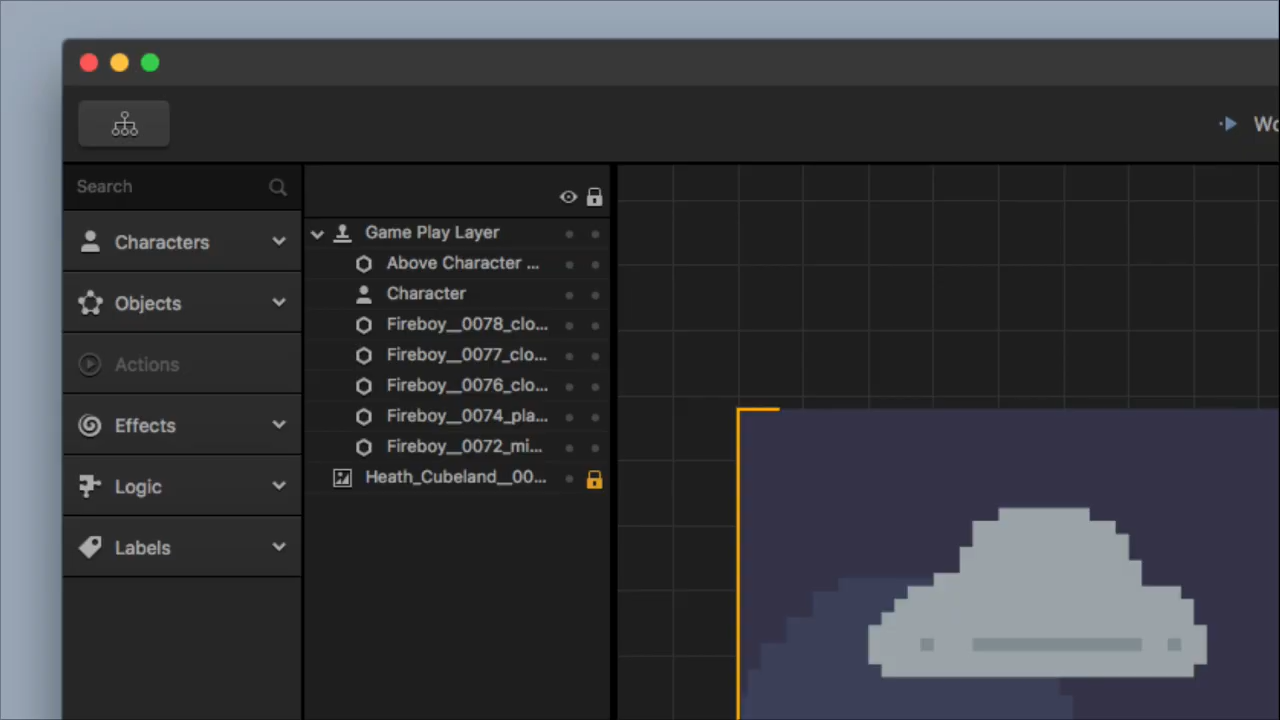 Wo
Search
Characters
Objects
Actions
Effects
Logic
Labels
Game Play Layer
Above Character ...
Character
Fireboy__0078_clo...
Fireboy__0077_clo...
Fireboy__0076_clo...
Fireboy__0074_pla...
Fireboy__0072_mi...
Heath_Cubeland__00...